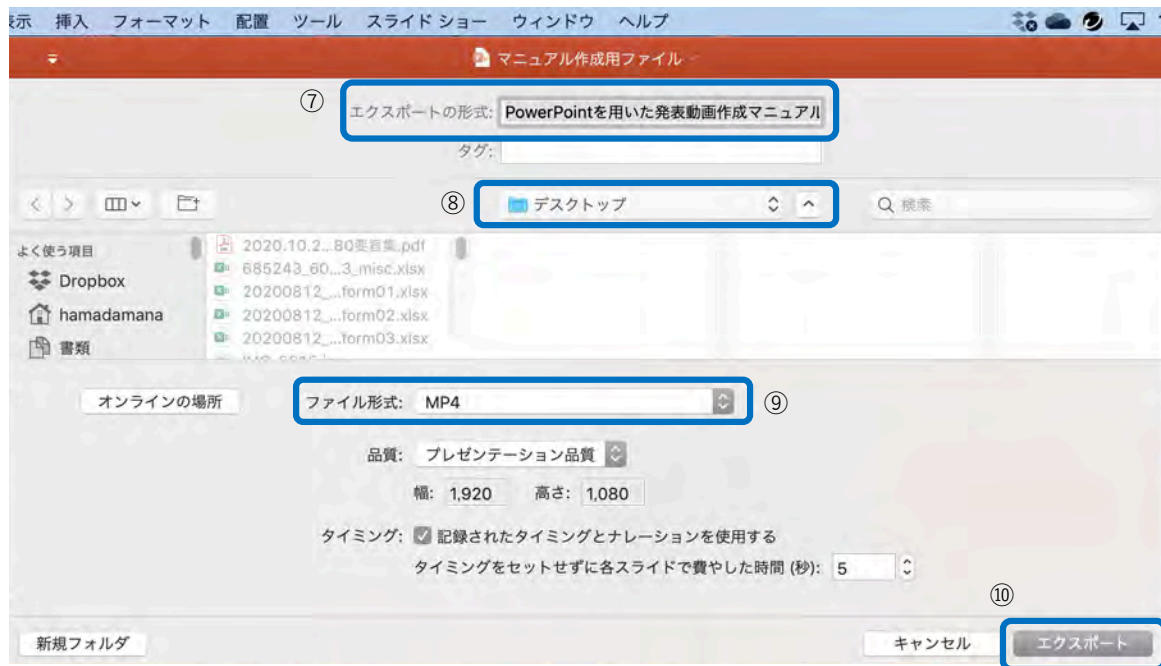 表示 挿入 フォーマット 配置 ツール スライド ショー ウィンドウ ヘルプ
マニュアル作成用ファイル
⑦ エクスポートの形式: PowerPointを用いた発表動画作成マニュアル
タグ:
⑧ デスクトップ 検索
よく使う項目
2020.10.2...80要旨集.pdf
Dropbox
685243_60...3_misc.xlsx
20200812_...form01.xlsx
hamadamana
20200812_...form02.xlsx
20200812_...form03.xlsx
書類
オンラインの場所 ファイル形式: MP4 ⑨
品質: プレゼンテーション品質
幅: 1,920 高さ: 1,080
タイミング: 記録されたタイミングとナレーションを使用する
タイミングをセットせずに各スライドで費やした時間 (秒): 5
⑩
新規フォルダ キャンセル エクスポート